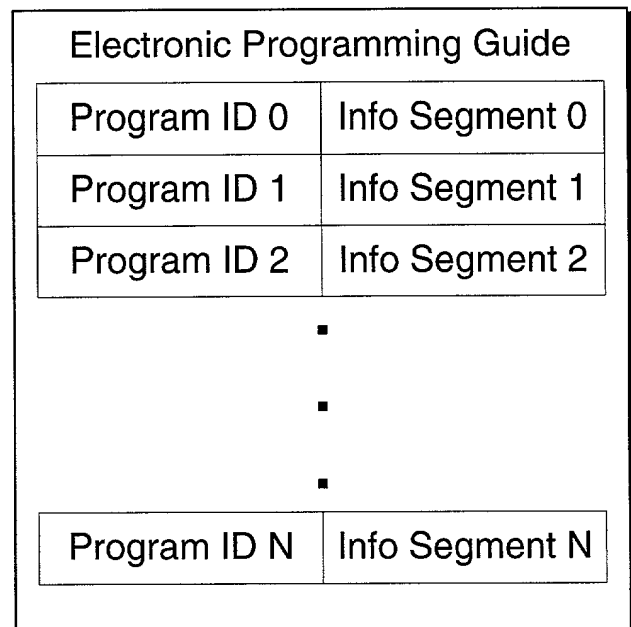 Electronic Programming Guide
Program ID 0 Info Segment 0
Program ID 1 Info Segment 1
Program ID 2 Info Segment 2
Program ID N Info Segment N